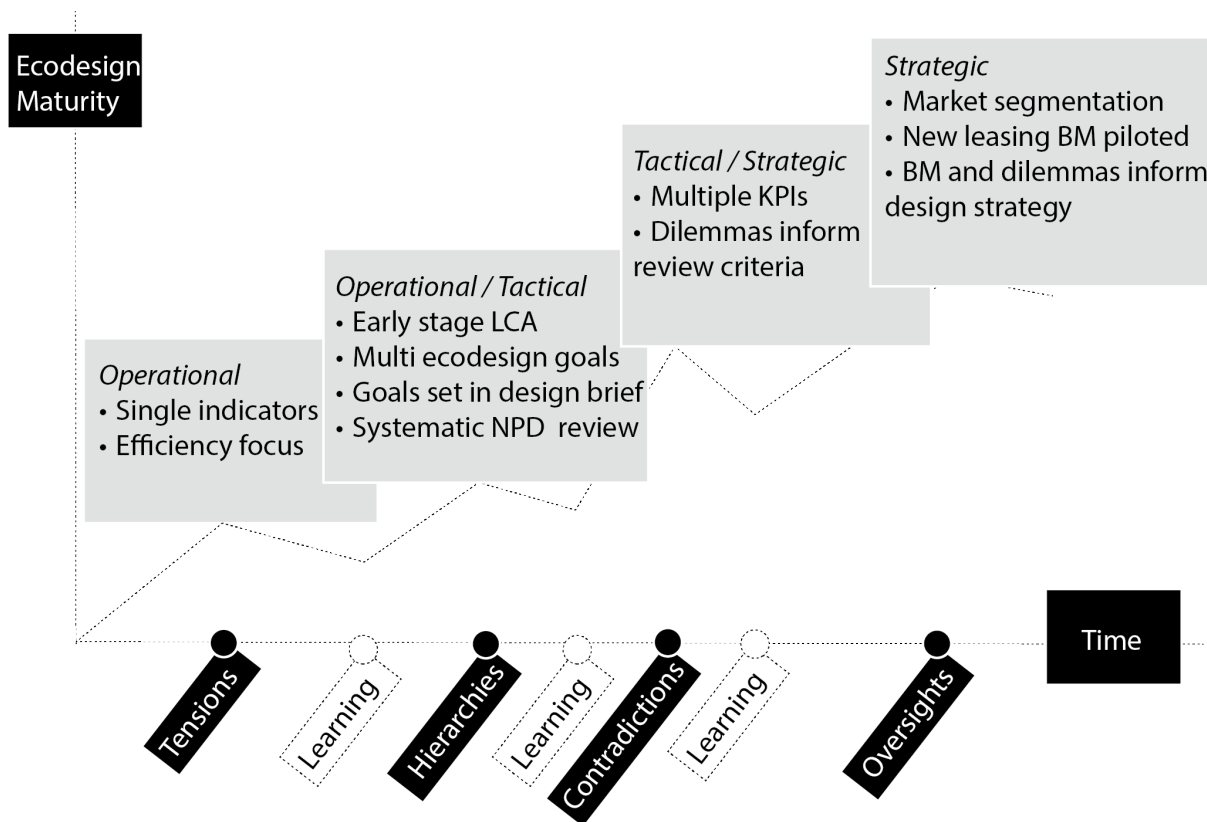 Ecodesign
Maturity
Strategic
• Market segmentation
• New leasing BM piloted
• BM and dilemmas inform
design strategy
Tactical / Strategic
• Multiple KPIs
• Dilemmas inform
review criteria
Operational / Tactical
• Early stage LCA
• Multi ecodesign goals
• Goals set in design brief
• Systematic NPD review
Operational
• Single indicators
• Efficiency focus
Time
Tensions
Learning
Hierarchies
Learning
Contradictions
Learning
Oversights